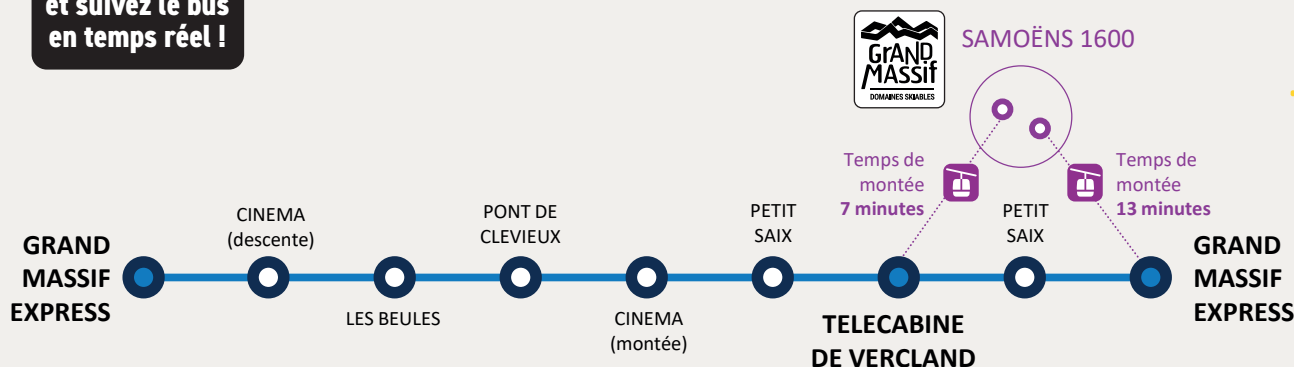 et suivez le bus
en temps réel !
GrAND
MASSif
DOMAINES SKIABLES
SAMOËNS 1600
Temps de
montée
7 minutes
Temps de
montée
13 minutes
GRAND
MASSIF
EXPRESS
CINEMA
(descente)
LES BEULES
PONT DE
CLEVIEUX
CINEMA
(montée)
PETIT
SAIX
TELECABINE
DE VERCLAND
PETIT
SAIX
GRAND
MASSIF
EXPRESS